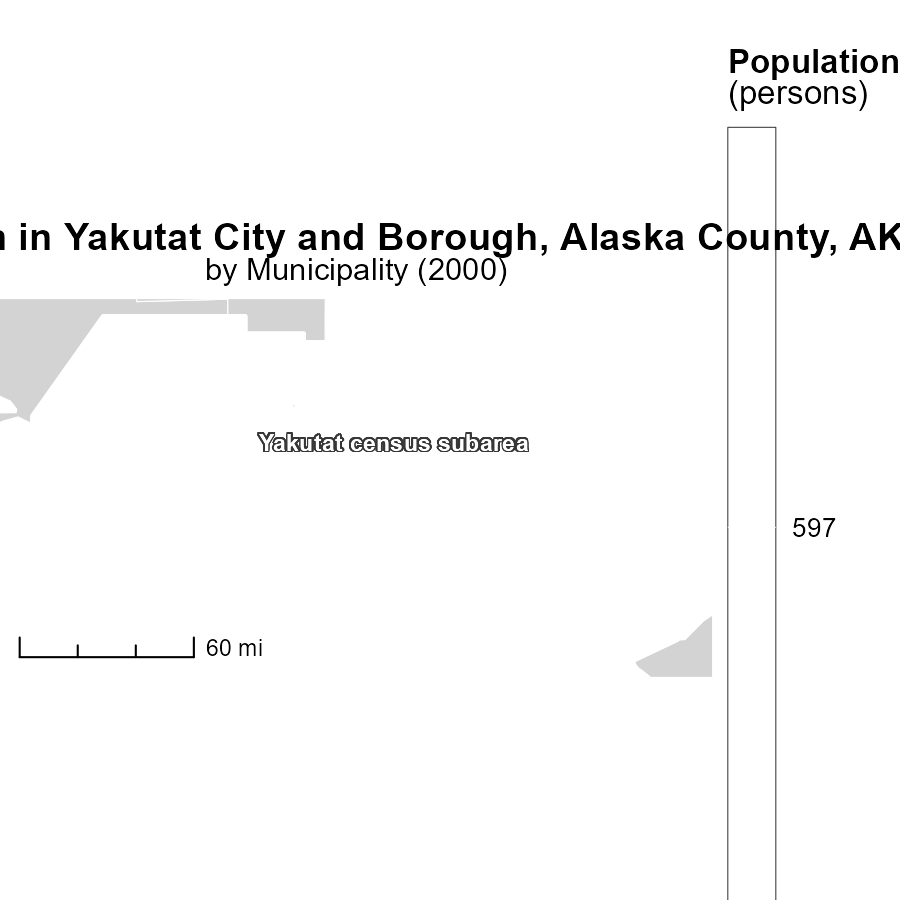 Population
(persons)
in Yakutat City and Borough, Alaska County, AK
by Municipality (2000)
Yakutat census subarea
597
60 mi